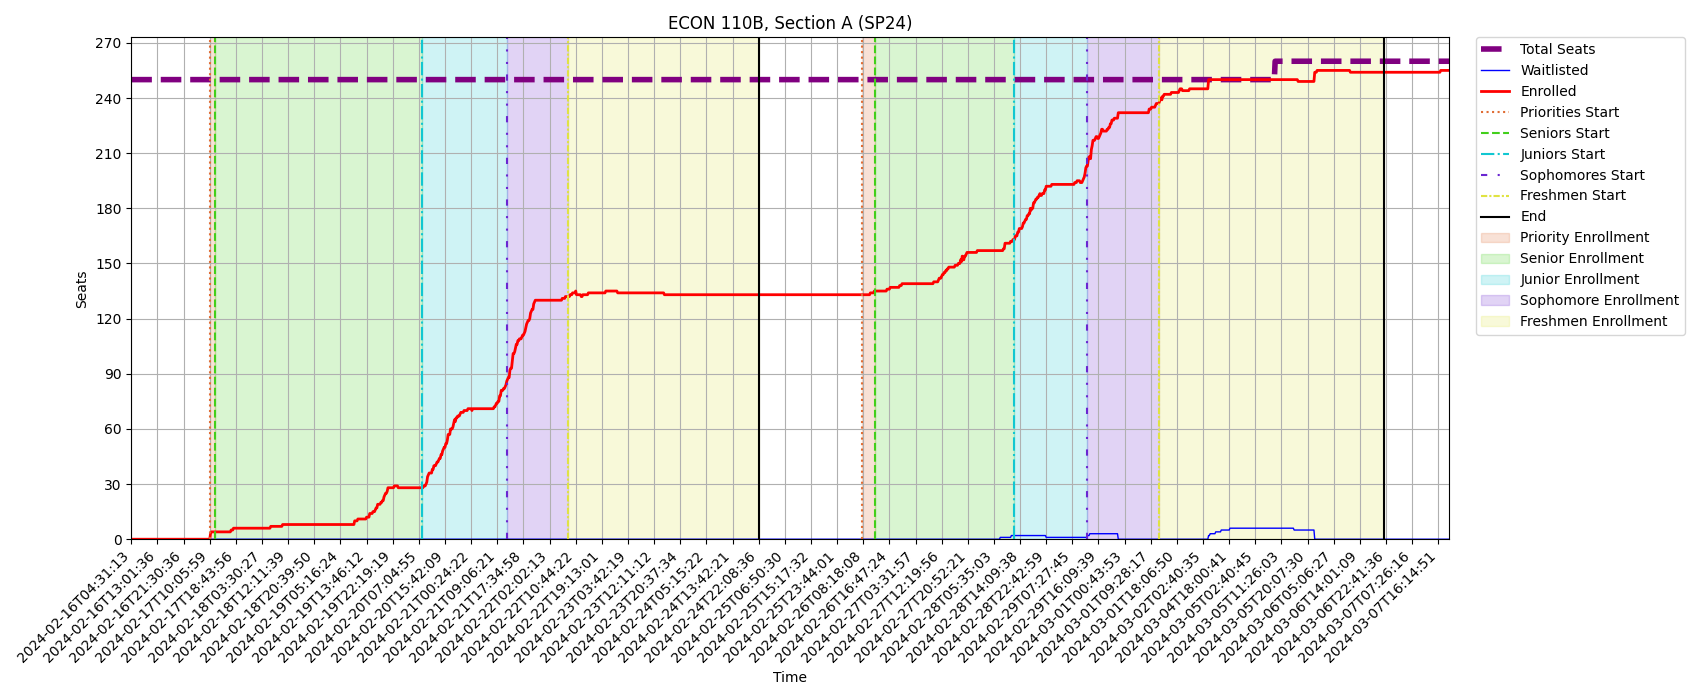 ECON 110B, Section A (SP24)
270
240
210
180
150
120
90
60
30
0
Seats
2024-02-16T04:31:13
2024-02-16T13:01:36
2024-02-16T21:30:36
2024-02-17T10:05:59
2024-02-17T18:43:56
2024-02-18T03:30:27
2024-02-18T12:11:39
2024-02-18T20:39:50
2024-02-19T05:16:24
2024-02-19T13:46:12
2024-02-19T22:19:19
2024-02-20T07:04:55
2024-02-20T15:42:09
2024-02-21T00:24:22
2024-02-21T09:06:21
2024-02-21T17:34:58
2024-02-22T02:02:13
2024-02-22T10:44:22
2024-02-22T19:13:01
2024-02-23T03:42:19
2024-02-23T12:11:12
2024-02-23T20:37:34
2024-02-24T05:15:22
2024-02-24T13:42:21
2024-02-24T22:08:36
2024-02-25T06:50:30
2024-02-25T15:17:32
2024-02-25T23:44:01
2024-02-26T08:18:09
2024-02-26T16:47:24
2024-02-27T03:31:57
2024-02-27T12:19:56
2024-02-27T20:52:21
2024-02-28T05:35:03
2024-02-28T14:09:38
2024-02-28T22:42:59
2024-02-29T07:27:45
2024-02-29T16:09:39
2024-03-01T00:43:53
2024-03-01T09:28:17
2024-03-01T18:06:50
2024-03-02T02:40:35
2024-03-04T18:00:41
2024-03-05T02:40:45
2024-03-05T11:26:03
2024-03-05T20:07:30
2024-03-06T05:06:27
2024-03-06T14:01:09
2024-03-06T22:41:36
2024-03-07T07:26:16
2024-03-07T16:14:51
Time
Total Seats
Waitlisted
Enrolled
Priorities Start
Seniors Start
Juniors Start
Sophomores Start
Freshmen Start
End
Priority Enrollment
Senior Enrollment
Junior Enrollment
Sophomore Enrollment
Freshmen Enrollment